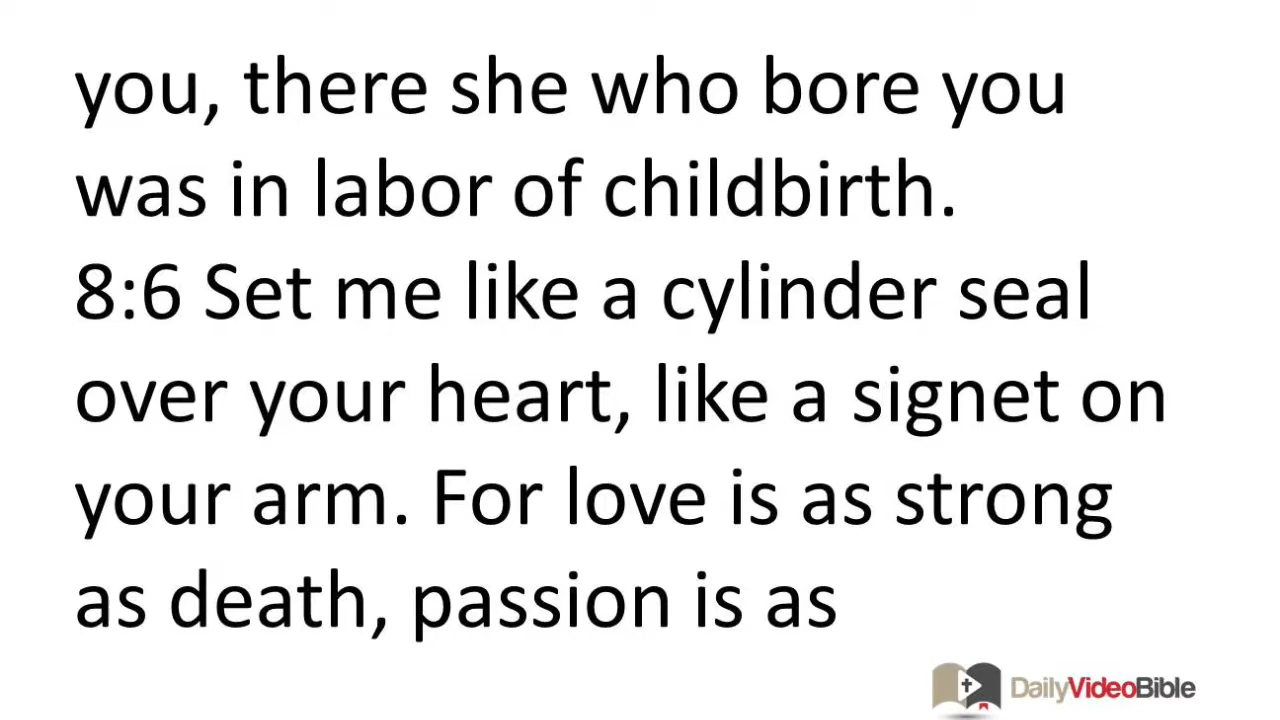 you, there she who bore you
was in labor of childbirth.
8:6 Set me like a cylinder seal
over your heart, like a signet on
your arm. For love is as strong
as death, passion is as
DailyVideoBible